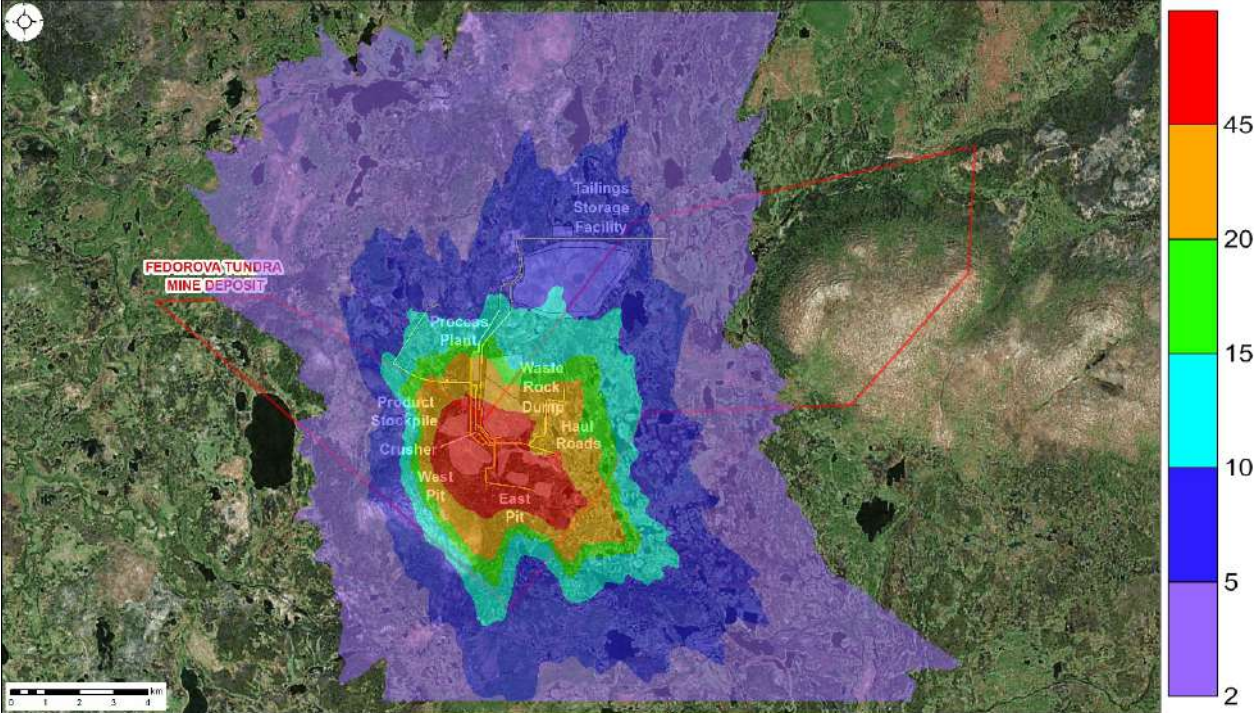 45
Tailings
Storage
Facility
20
FEDOROVA TUNDRA
MINE DEPOSIT
Process
Plant
15
Waste
Rock
Dump
Product
Stockpile
Haul
Roads
Crusher
10
West
Pit
East
Pit
5
km
0 1 2 3 4
2